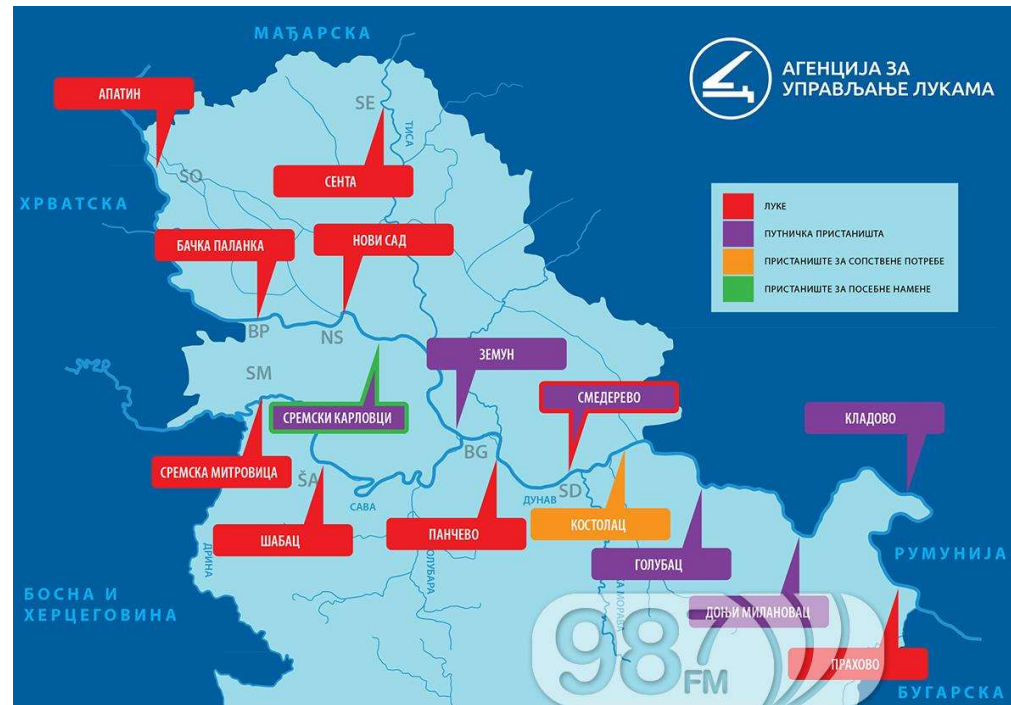 МАЂАРСКА
АГЕНЦИЈА ЗА
УПРАВЉАЊЕ ЛУКАМА
АПАТИН
SE
ТИСА
СЕНТА
SO
ХРВАТСКА
ЛУКЕ
ПУТНИЧКА ПРИСТАНИШТА
ПРИСТАНИШТЕ ЗА СОПСТВЕНЕ ПОТРЕБЕ
ПРИСТАНИШТЕ ЗА ПОСЕБНЕ НАМЕНЕ
БАЧКА ПАЛАНКА
НОВИ САД
BP
NS
ЗЕМУН
SM
СМЕДЕРЕВО
СРЕМСКИ КАРЛОВЦИ
КЛАДОВО
BG
СРЕМСКА МИТРОВИЦА
ŠA
SD
САВА
ДУНАВ
КОСТОЛАЦ
ШАБАЦ
ПАНЧЕВО
ДРИНА
ГОЛУБАЦ
РУМУНИЈА
БОСНА И
ХЕРЦЕГОВИНА
ДОЊИ МИЛАНОВАЦ
МОРАВА
987
FM
ПРАХОВО
БУГАРСКА